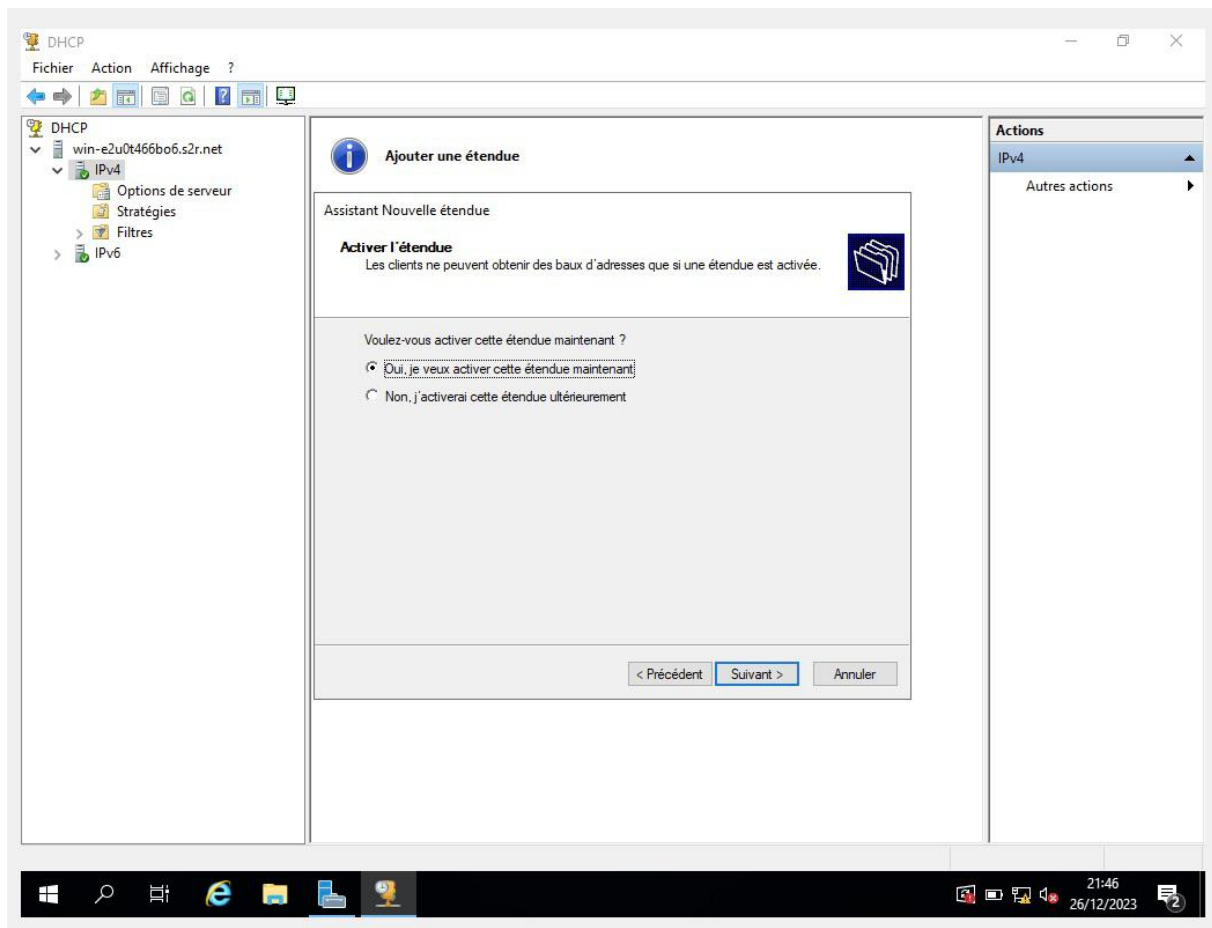 DHCP
Fichier Action Affichage ?
DHCP
win-e2u0t466bo6.s2r.net
IPv4
Options de serveur
Stratégies
Filtres
IPv6
Ajouter une étendue
Assistant Nouvelle étendue
Activer l'étendue
Les clients ne peuvent obtenir des baux d'adresses que si une étendue est activée.
Voulez-vous activer cette étendue maintenant ?
Oui, je veux activer cette étendue maintenant
Non, j'activerai cette étendue ultérieurement
< Précédent Suivant > Annuler
Actions
IPv4
Autres actions
21:46
26/12/2023
2